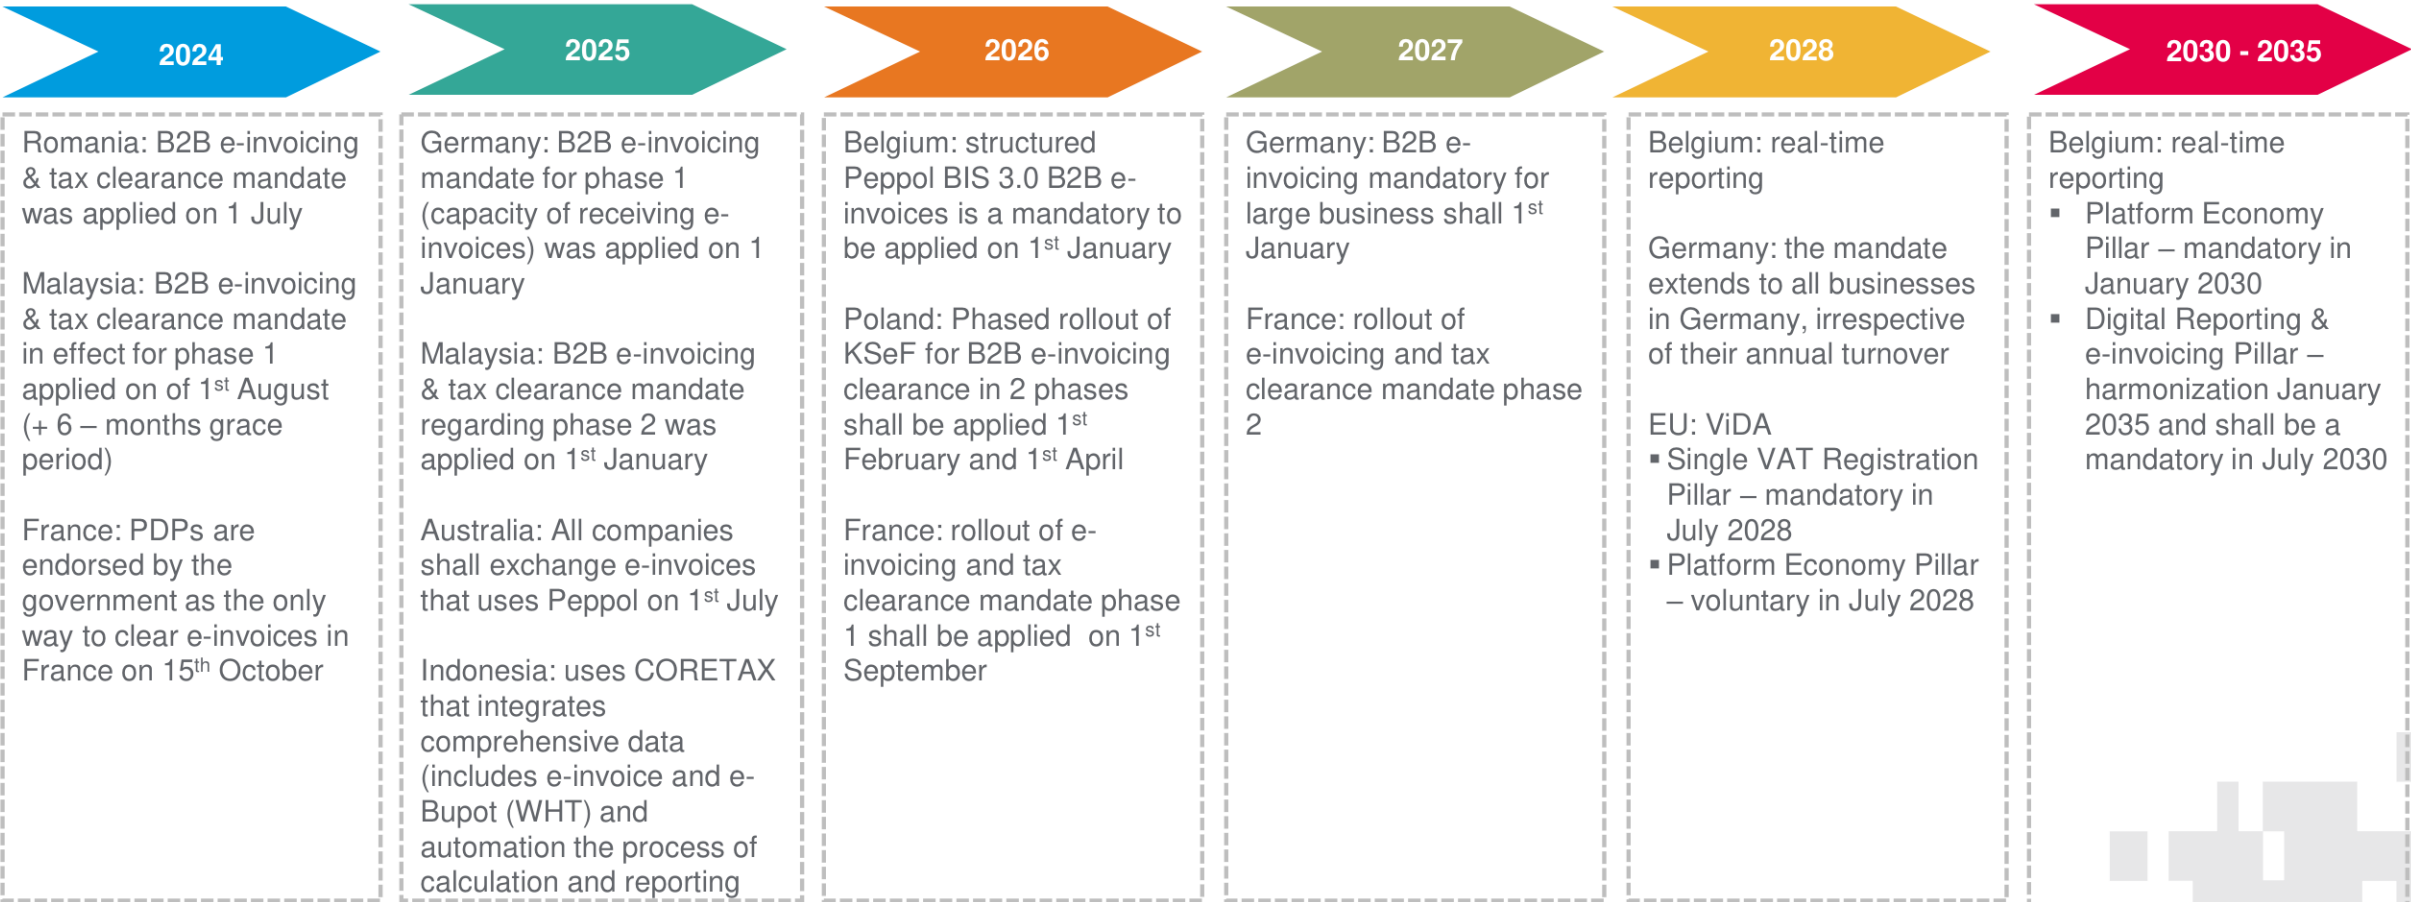 2024
Romania: B2B e-invoicing
& tax clearance mandate
was applied on 1 July
Malaysia: B2B e-invoicing
& tax clearance mandate
in effect for phase 1
applied on of 1st August
(+ 6 – months grace
period)
France: PDPs are
endorsed by the
government as the only
way to clear e-invoices in
France on 15th October
2025
Germany: B2B e-invoicing
mandate for phase 1
(capacity of receiving e-
invoices) was applied on 1
January
Malaysia: B2B e-invoicing
& tax clearance mandate
regarding phase 2 was
applied on 1st January
Australia: All companies
shall exchange e-invoices
that uses Peppol on 1st July
Indonesia: uses CORETAX
that integrates
comprehensive data
(includes e-invoice and e-
Bupot (WHT) and
automation the process of
calculation and reporting
2026
Belgium: structured
Peppol BIS 3.0 B2B e-
invoices is a mandatory to
be applied on 1st January
Poland: Phased rollout of
KSeF for B2B e-invoicing
clearance in 2 phases
shall be applied 1st
February and 1st April
France: rollout of e-
invoicing and tax
clearance mandate phase
1 shall be applied  on 1st
September
2027
Germany: B2B e-
invoicing mandatory for
large business shall 1st
January
France: rollout of
e-invoicing and tax
clearance mandate phase
2
2028
Belgium: real-time
reporting
Germany: the mandate
extends to all businesses
in Germany, irrespective
of their annual turnover
EU: ViDA
▪ Single VAT Registration
Pillar – mandatory in
July 2028
▪ Platform Economy Pillar
– voluntary in July 2028
2030 - 2035
Belgium: real-time
reporting
▪ Platform Economy
Pillar – mandatory in
January 2030
▪ Digital Reporting &
e-invoicing Pillar –
harmonization January
2035 and shall be a
mandatory in July 2030